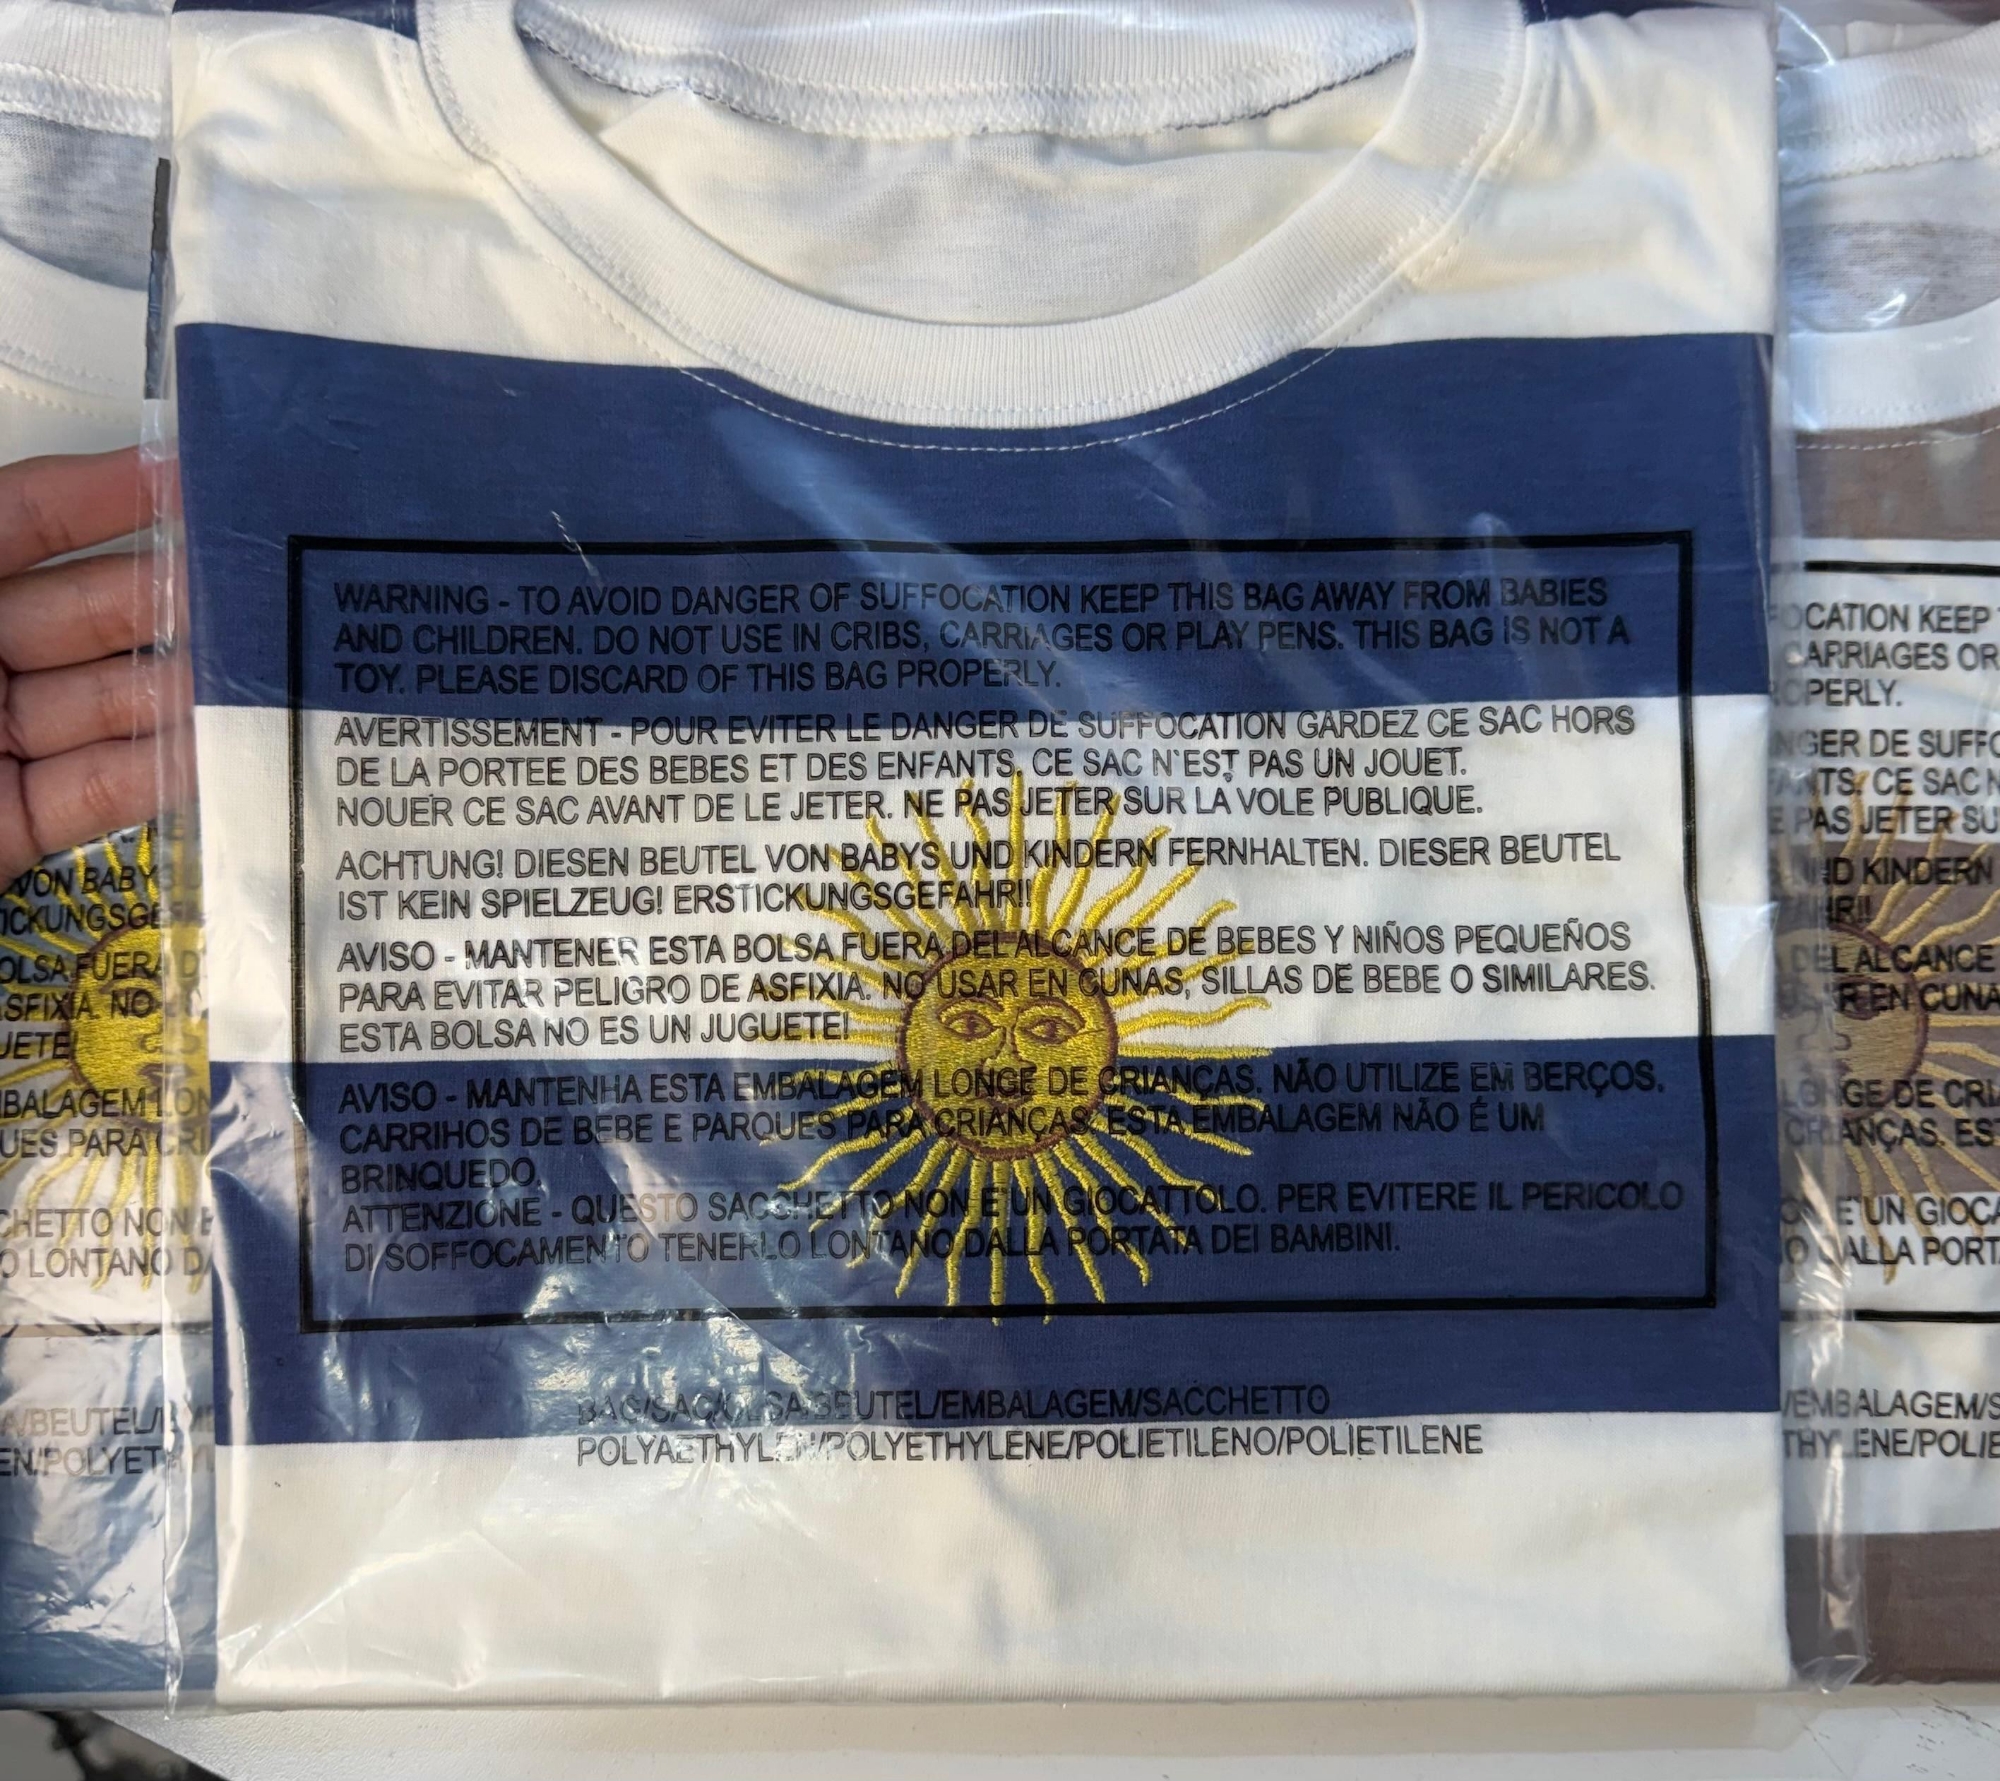 WARNING - TO AVOID DANGER OF SUFFOCATION KEEP THIS BAG AWAY FROM BABIES
AND CHILDREN. DO NOT USE IN CRIBS, CARRIAGES OR PLAY PENS. THIS BAG IS NOT A
TOY. PLEASE DISCARD OF THIS BAG PROPERLY.
AVERTISSEMENT - POUR EVITER LE DANGER DE SUFFOCATION GARDEZ CE SAC HORS
DE LA PORTEE DES BEBES ET DES ENFANTS, CE SAC N'EST PAS UN JOUET.
NOUER CE SAC AVANT DE LE JETER. NE PAS JETER SUR LA VOLE PUBLIQUE.
ACHTUNG! DIESEN BEUTEL VON BABYS UND KINDERN FERNHALTEN. DIESER BEUTEL
IST KEIN SPIELZEUG! ERSTICKUNGSGEFAHR!!
AVISO - MANTENER ESTA BOLSA FUERA DEL ALCANCE DE BEBES Y NIÑOS PEQUEÑOS
PARA EVITAR PELIGRO DE ASFIXIA. NO USAR EN CUNAS, SILLAS DE BEBE O SIMILARES.
ESTA BOLSA NO ES UN JUGUETE!
AVISO - MANTENHA ESTA EMBALAGEM LONGE DE CRIANÇAS. NÃO UTILIZE EM BERÇOS,
CARRIHOS DE BEBE E PARQUES PARA CRIANÇAS. ESTA EMBALAGEM NÃO É UM
BRINQUEDO.
ATTENZIONE - QUESTO SACCHETTO NON E'UN GIOCATTOLO. PER EVITERE IL PERICOLO
DI SOFFOCAMENTO TENERLO LONTANO DALLA PORTATA DEI BAMBINI.
BAG/SAC/OLSA/BEUTEL/EMBALAGEM/SACCHETTO
POLYAETHYLEN/POLYETHYLENE/POLIETILENO/POLIETILENE